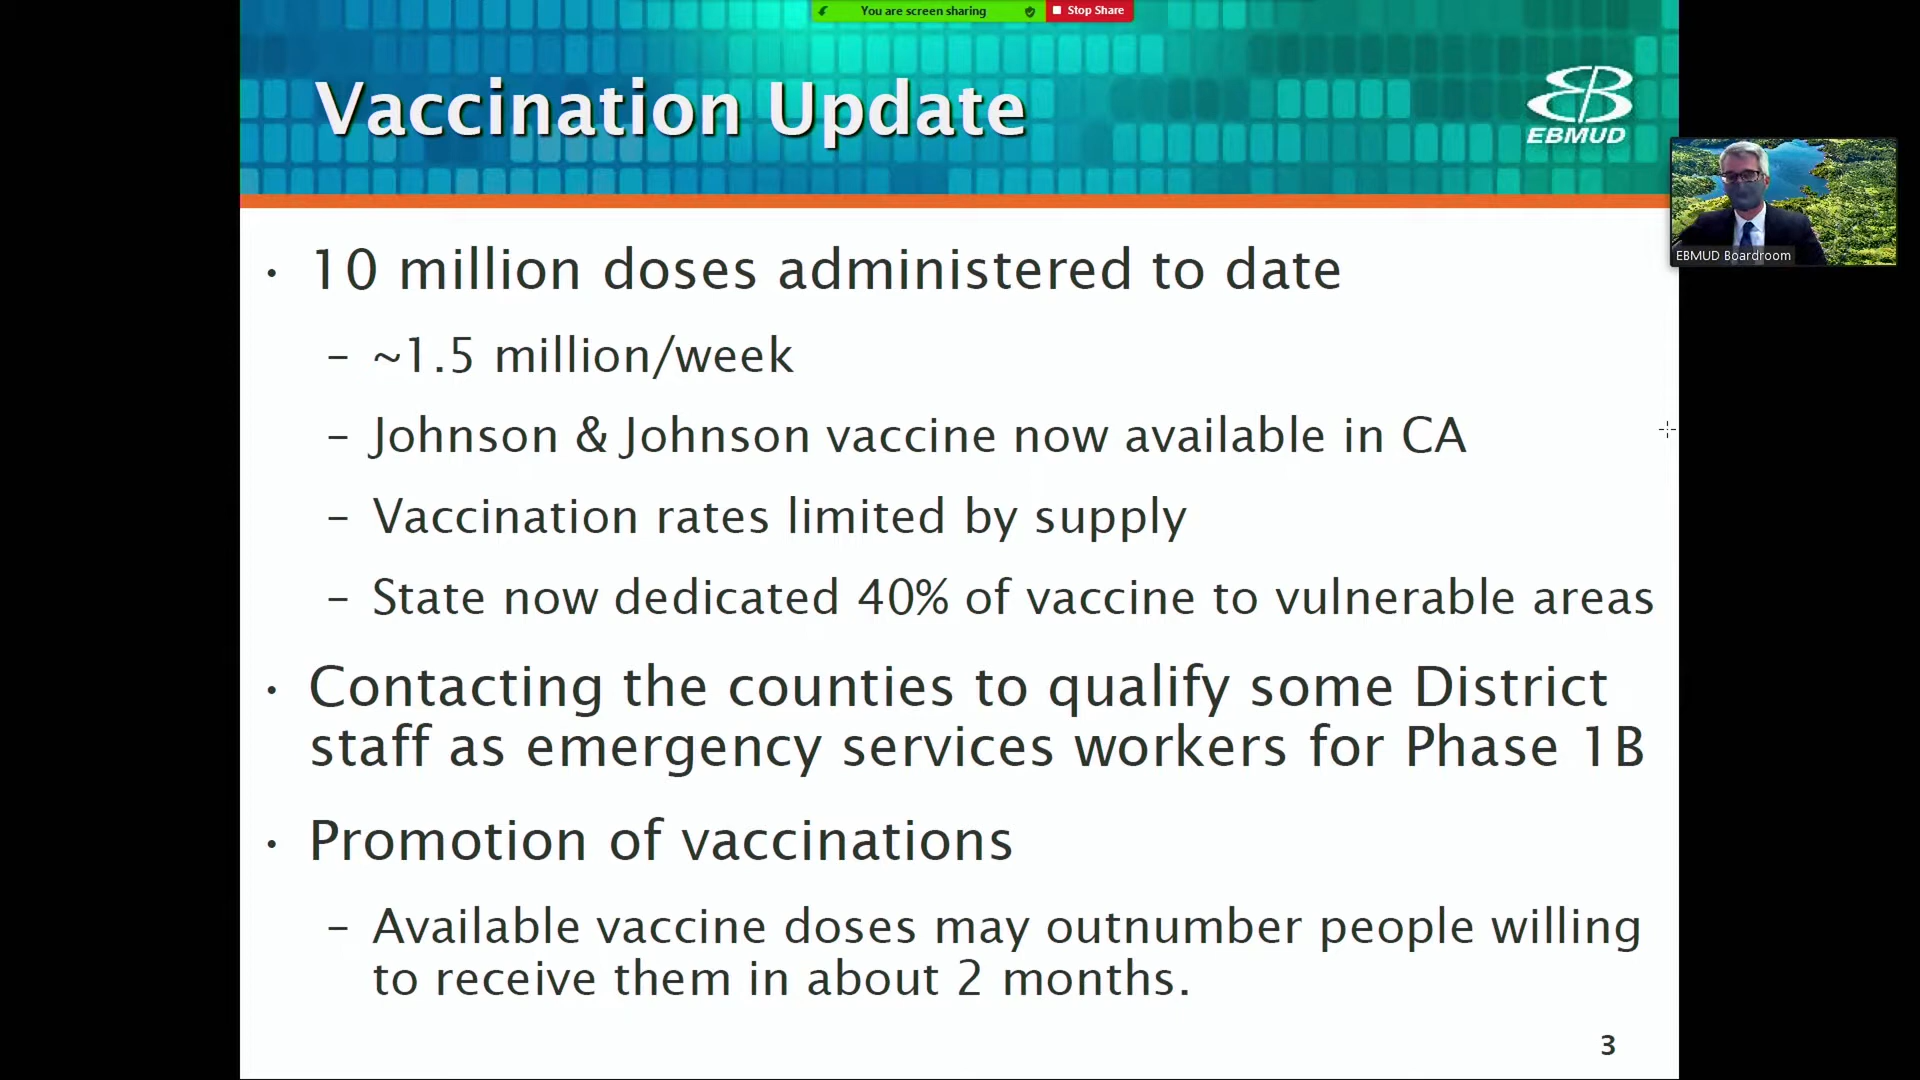 You are screen sharing
Stop Share
Vaccination Update
EBMUD
EBMUD Boardroom
· 10 million doses administered to date
– ~1.5 million/week
– Johnson & Johnson vaccine now available in CA
– Vaccination rates limited by supply
– State now dedicated 40% of vaccine to vulnerable areas
· Contacting the counties to qualify some District
staff as emergency services workers for Phase 1B
· Promotion of vaccinations
– Available vaccine doses may outnumber people willing
to receive them in about 2 months.
3